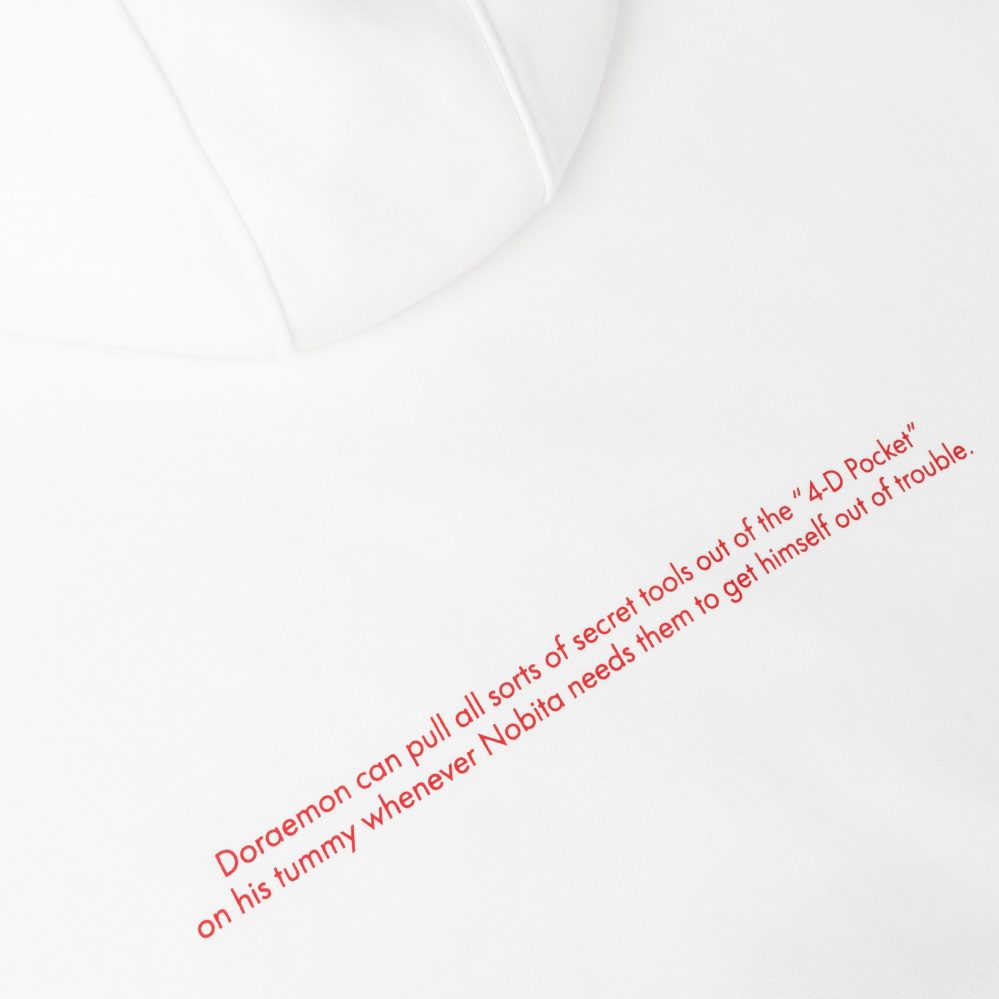 Doraemon can pull all sorts of secret tools out of the “ 4-D Pocket”
on his tummy whenever Nobita needs them to get himself out of trouble.